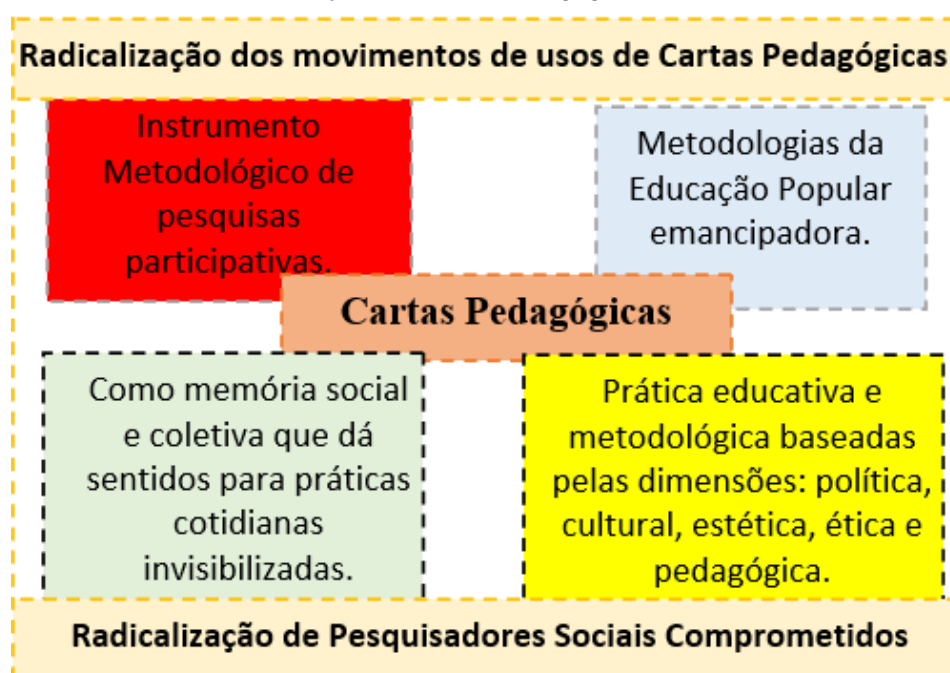 Radicalização dos movimentos de usos de Cartas Pedagógicas
Instrumento
Metodológico de
pesquisas
participativas.
Metodologias da
Educação Popular
emancipadora.
Cartas Pedagógicas
Como memória social
e coletiva que dá
sentidos para práticas
cotidianas
invisibilizadas.
Prática educativa e
metodológica baseadas
pelas dimensões: política,
cultural, estética, ética e
pedagógica.
Radicalização de Pesquisadores Sociais Comprometidos